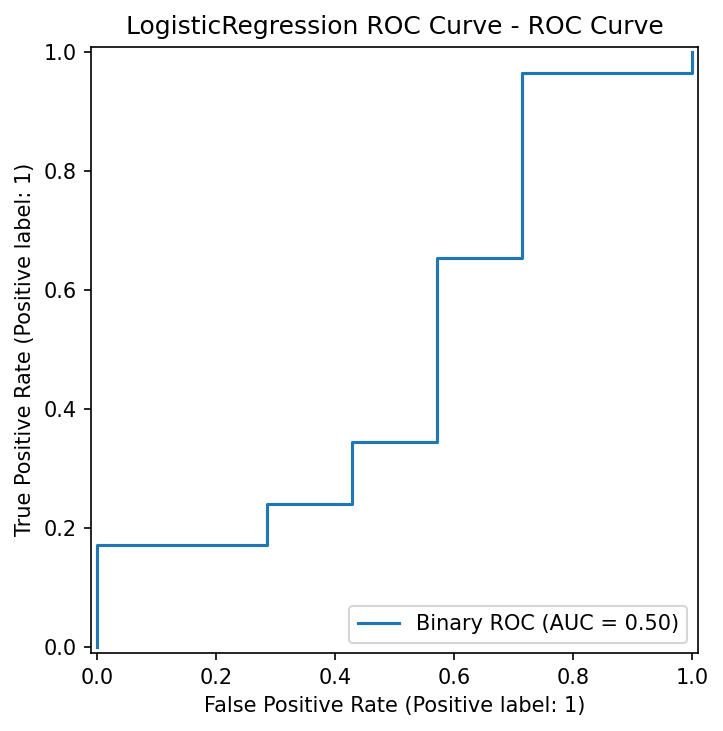 LogisticRegression ROC Curve - ROC Curve
True Positive Rate (Positive label: 1)
1.0
0.8
0.6
0.4
0.2
0.0
Binary ROC (AUC = 0.50)
0.0 0.2 0.4 0.6 0.8 1.0
False Positive Rate (Positive label: 1)